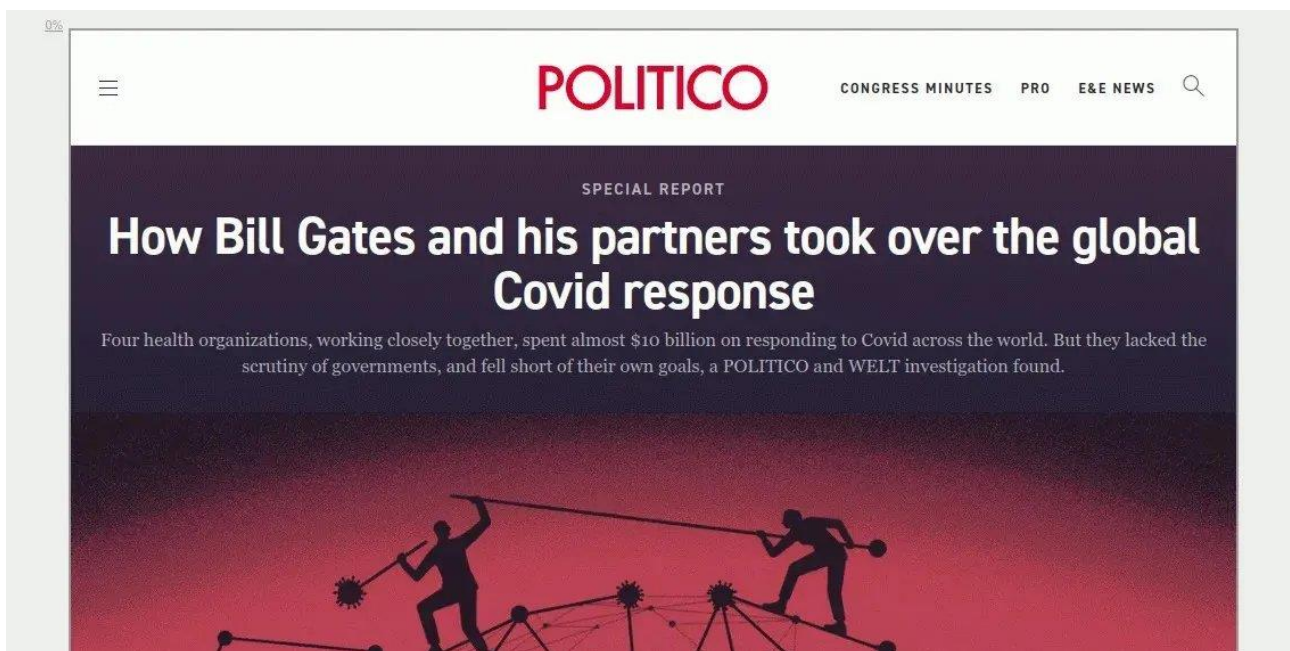 0%
POLITICO
CONGRESS MINUTES PRO E&E NEWS
SPECIAL REPORT
How Bill Gates and his partners took over the global
Covid response
Four health organizations, working closely together, spent almost $10 billion on responding to Covid across the world. But they lacked the
scrutiny of governments, and fell short of their own goals, a POLITICO and WELT investigation found.